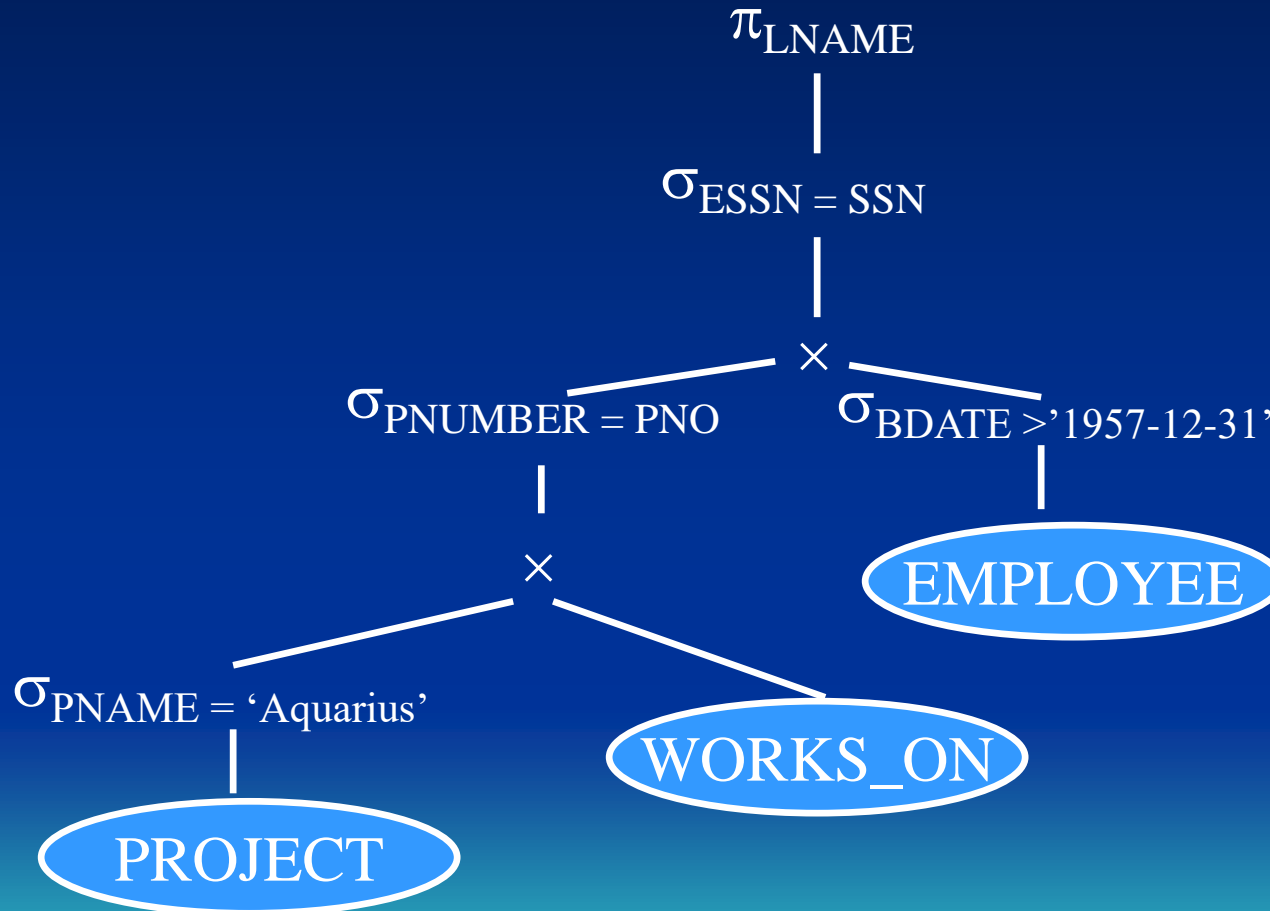 πLNAME
σESSN = SSN
×
σPNUMBER = PNO
σBDATE >’1957-12-31’
×
EMPLOYEE
σPNAME = ‘Aquarius’
WORKS_ON
PROJECT